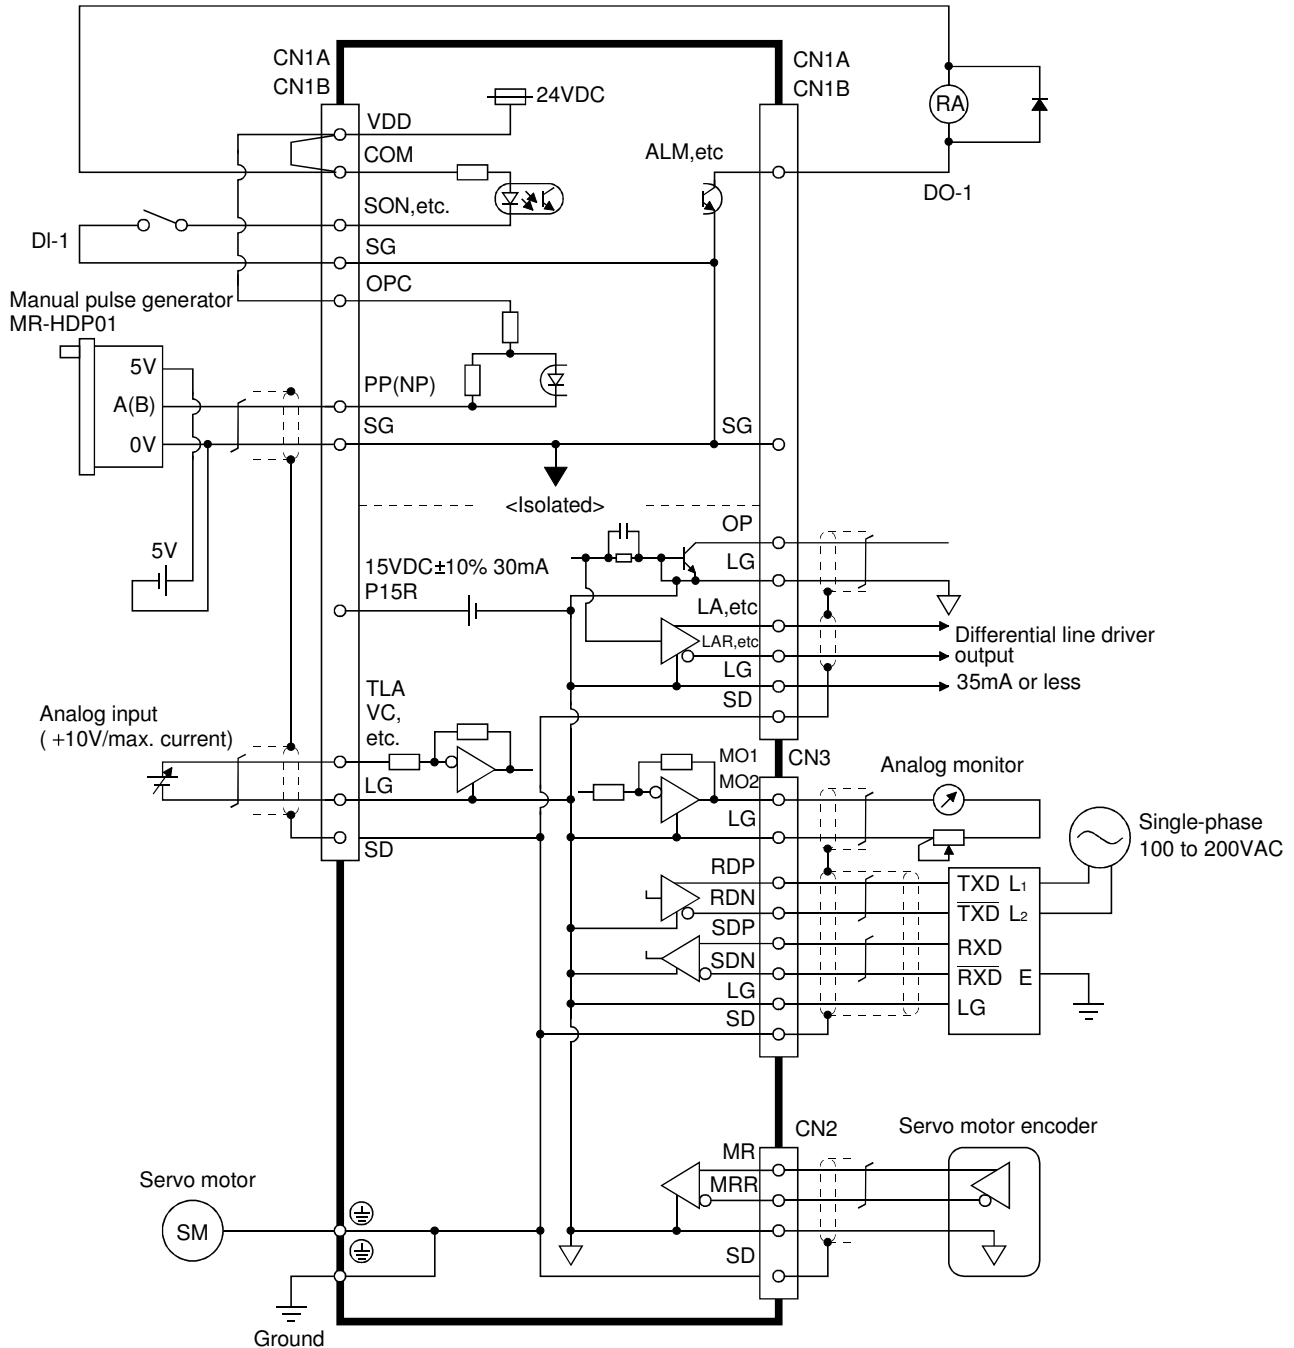 CN1A
CN1B
CN1A
CN1B
24VDC
VDD
COM
ALM,etc
RA
DO-1
SON,etc.
DI-1
SG
OPC
Manual pulse generator
MR-HDP01
5V
A(B)
0V
PP(NP)
SG
SG
<Isolated>
OP
LG
5V
15VDC±10% 30mA
P15R
LA,etc
LAR,etc
LG
SD
Differential line driver
output
35mA or less
TLA
VC,
etc.
LG
SD
Analog input
( +10V/max. current)
MO1
MO2
CN3
LG
Analog monitor
Single-phase
100 to 200VAC
RDP
RDN
SDP
SDN
LG
SD
TXD L1
TXD L2
RXD
RXD E
LG
CN2
Servo motor encoder
MR
MRR
SD
Servo motor
SM
Ground